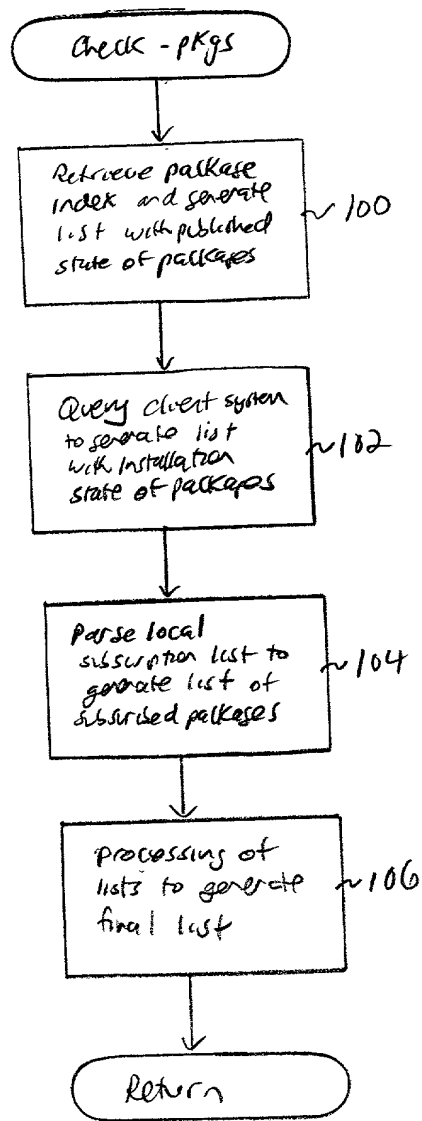 Check - pkgs
Retrieve package
index and generate
list with published
state of packages
~ 100
Query client system
to generate list
with installation
state of packages
~ 102
Parse local
subscription list to
generate list of
subscribed packages
~ 104
processing of
lists to generate
final list
~ 106
Return